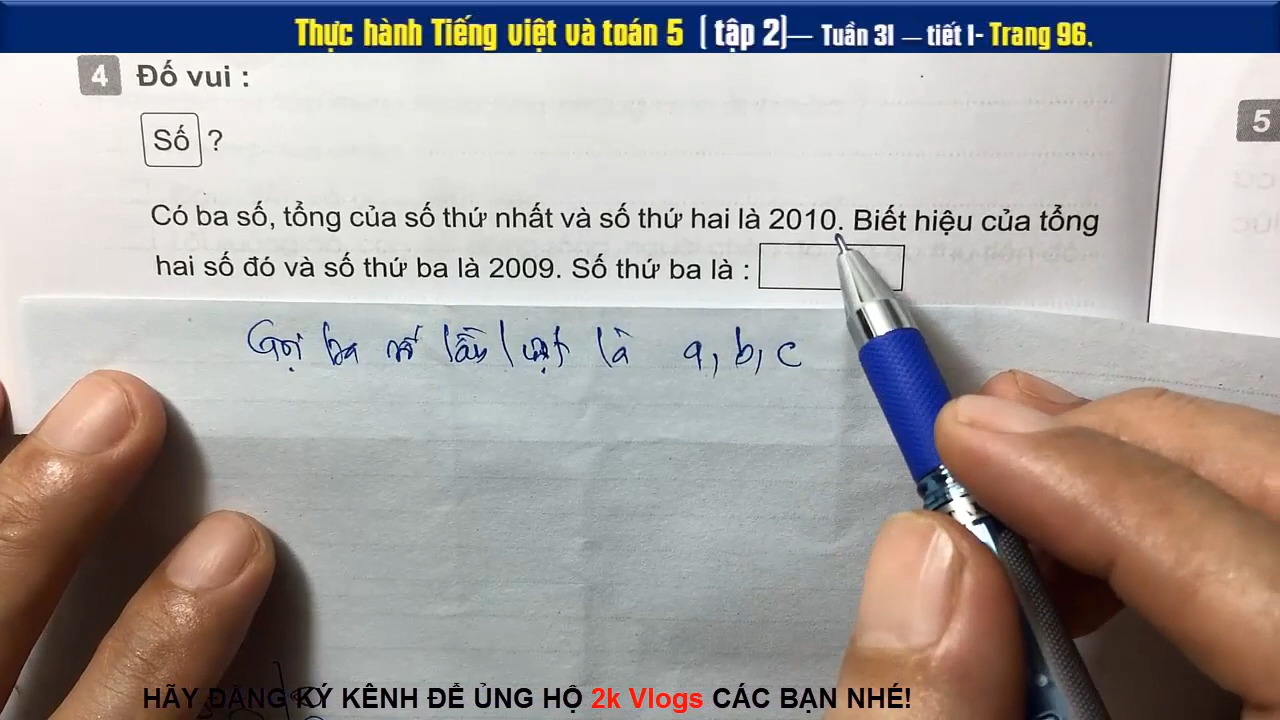 Thực hành Tiếng việt và toán 5 ( tập 2)— Tuần 31 – tiết 1- Trang 96.
4 Đố vui :
Số ?
5
Có ba số, tổng của số thứ nhất và số thứ hai là 2010. Biết hiệu của tổng
hai số đó và số thứ ba là 2009. Số thứ ba là :
Gọi ba số lần lượt là a, b, c
HÃY ĐĂNG KÝ KÊNH ĐỂ ỦNG HỘ 2k Vlogs CÁC BẠN NHÉ!